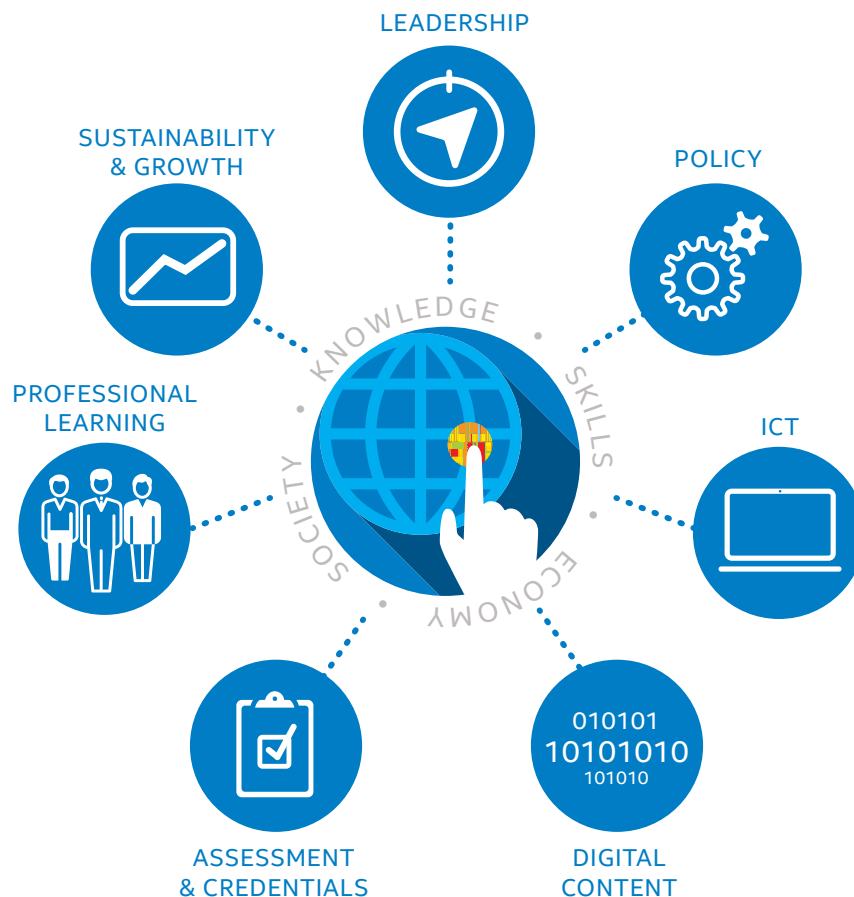 LEADERSHIP
SUSTAINABILITY
& GROWTH
POLICY
KNOWLEDGE • SKILLS • ECONOMY • SOCIETY •
PROFESSIONAL
LEARNING
ICT
010101
10101010
101010
ASSESSMENT
& CREDENTIALS
DIGITAL
CONTENT